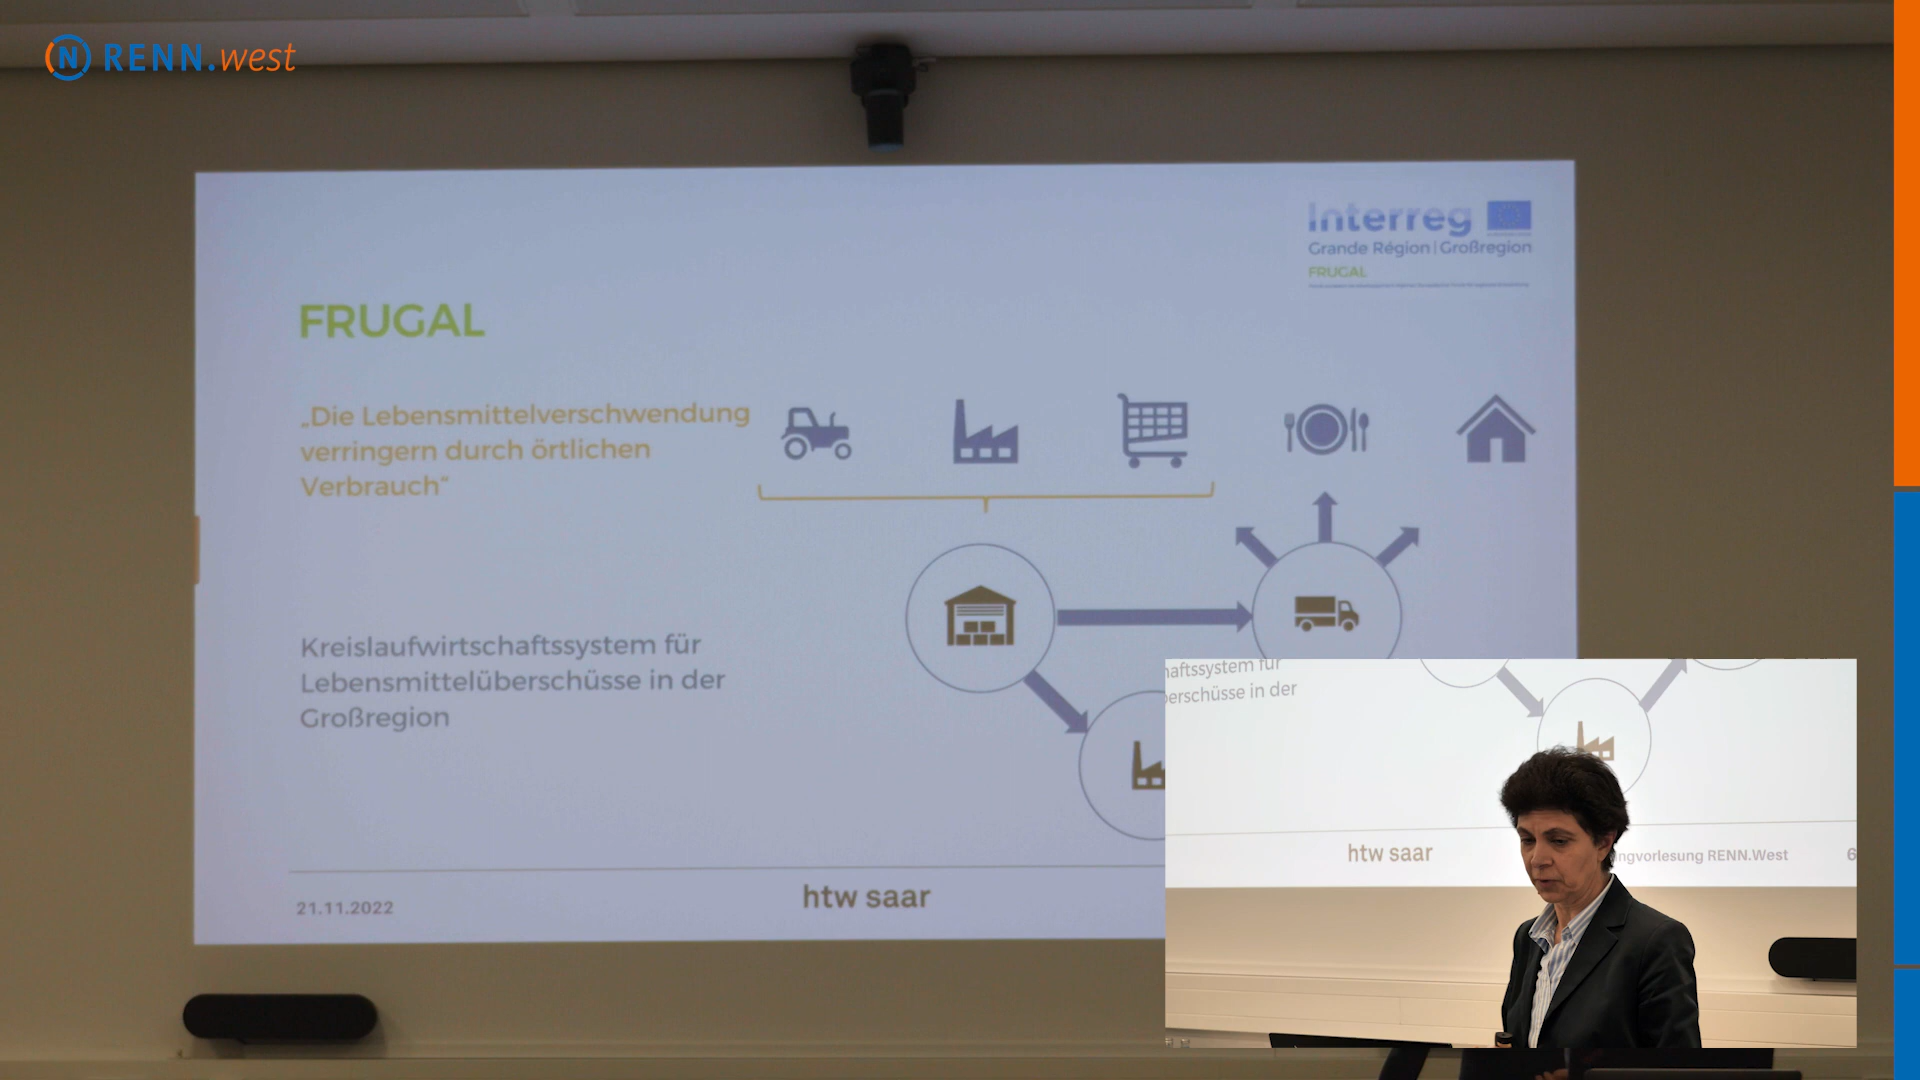 RENN.west
Interreg
Grande Région | Großregion
FRUGAL
FRUGAL
„Die Lebensmittelverschwendung
verringern durch örtlichen
Verbrauch“
Kreislaufwirtschaftssystem für
Lebensmittelüberschüsse in der
Großregion
21.11.2022
htw saar
haftssystem für
erschüsse in der
htw saar
ngvorlesung RENN.West
6